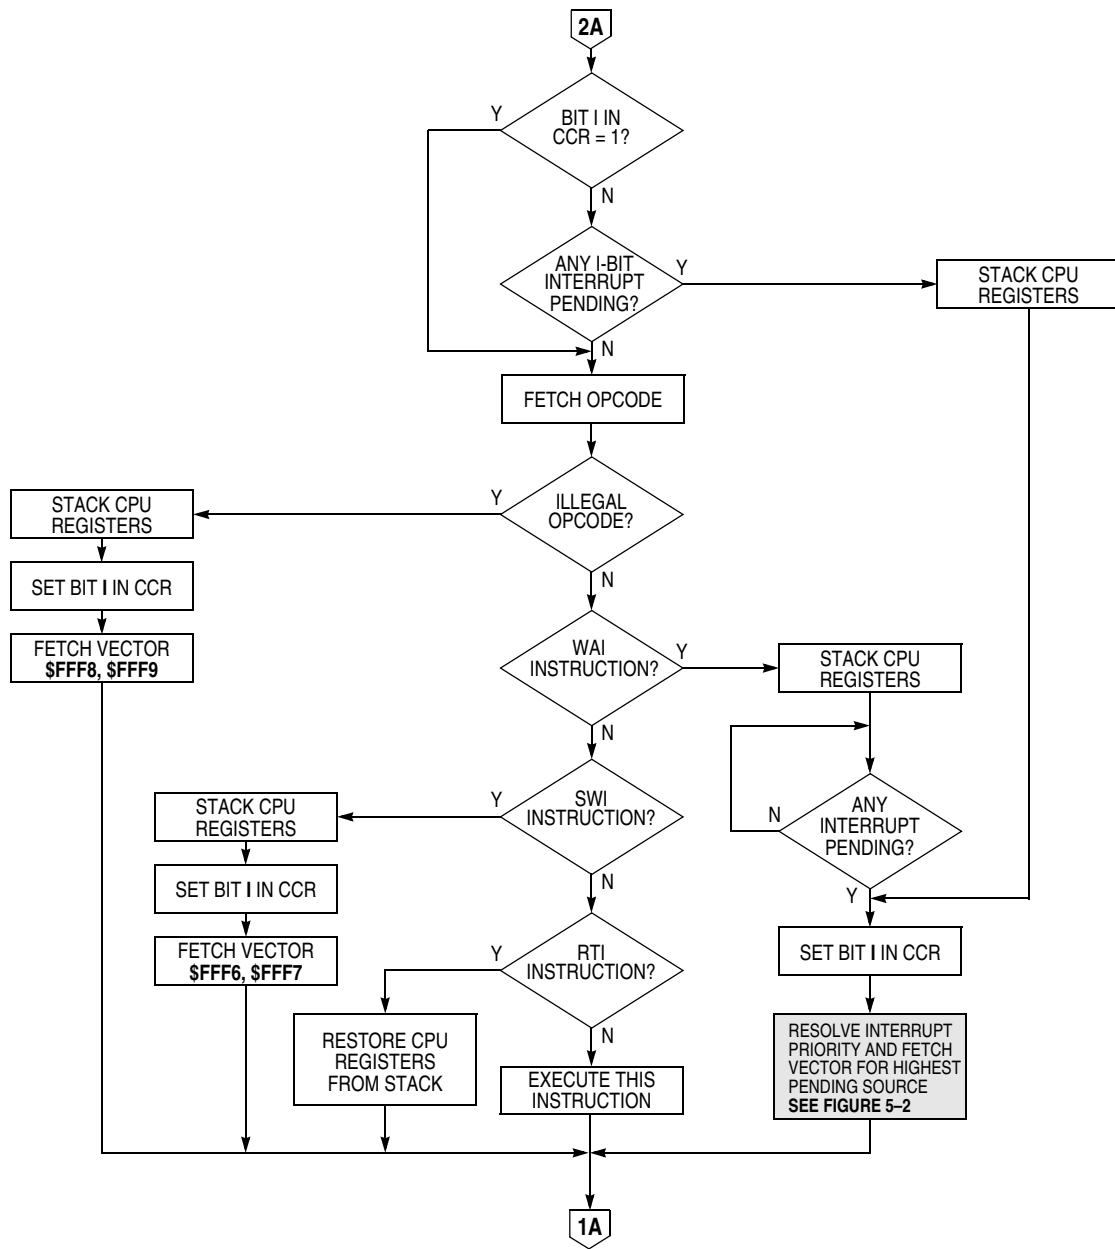 2A
BIT I IN
CCR = 1?
Y
N
ANY I-BIT
INTERRUPT
PENDING?
Y
N
STACK CPU
REGISTERS
FETCH OPCODE
ILLEGAL
OPCODE?
Y
N
STACK CPU
REGISTERS
SET BIT I IN CCR
FETCH VECTOR
$FFF8, $FFF9
WAI
INSTRUCTION?
Y
N
STACK CPU
REGISTERS
ANY
INTERRUPT
PENDING?
N
Y
SWI
INSTRUCTION?
Y
N
STACK CPU
REGISTERS
SET BIT I IN CCR
FETCH VECTOR
$FFF6, $FFF7
RTI
INSTRUCTION?
Y
N
RESTORE CPU
REGISTERS
FROM STACK
EXECUTE THIS
INSTRUCTION
SET BIT I IN CCR
RESOLVE INTERRUPT
PRIORITY AND FETCH
VECTOR FOR HIGHEST
PENDING SOURCE
SEE FIGURE 5–2
1A